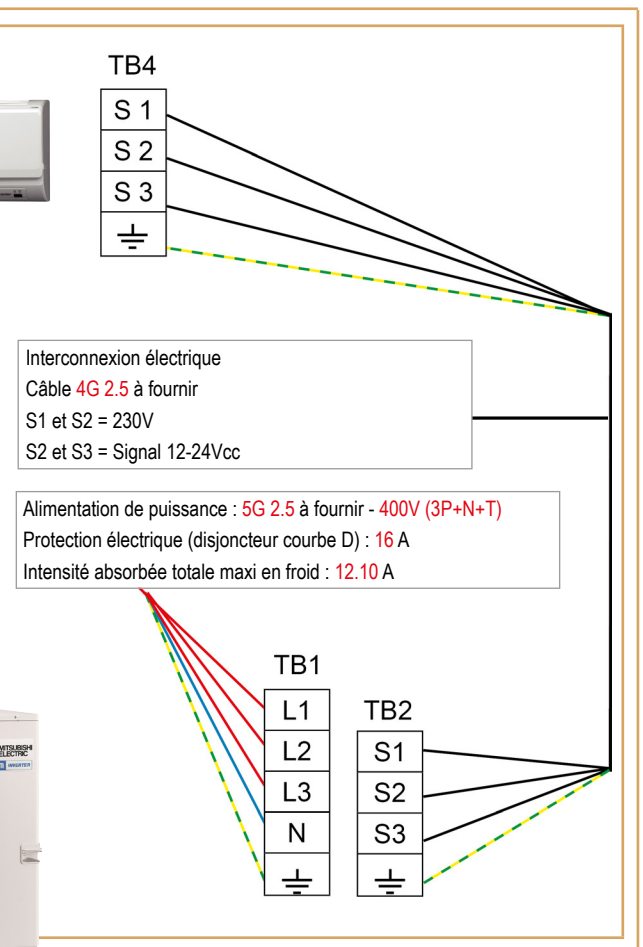 TB4
S 1
S 2
S 3
Interconnexion électrique
Câble 4G 2.5 à fournir
S1 et S2 = 230V
S2 et S3 = Signal 12-24Vcc
Alimentation de puissance : 5G 2.5 à fournir - 400V (3P+N+T)
Protection électrique (disjoncteur courbe D) : 16 A
Intensité absorbée totale maxi en froid : 12.10 A
TB1
L1
L2
L3
N
TB2
S1
S2
S3
MITSUBISHI
ELECTRIC
INVERTER